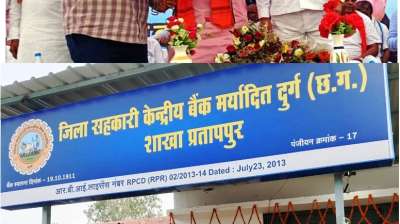 जिला सहकारी केन्द्रीय बैंक मर्यादित दुर्ग (छ.ग.)
शाखा प्रतापपुर
बैंक स्थापना दिनांक - 19.10.1911
पंजीयन क्रमांक - 17
आर.बी.आई.लाइसेंस नंबर RPCD (RPR) 02/2013-14 Dated : July23, 2013